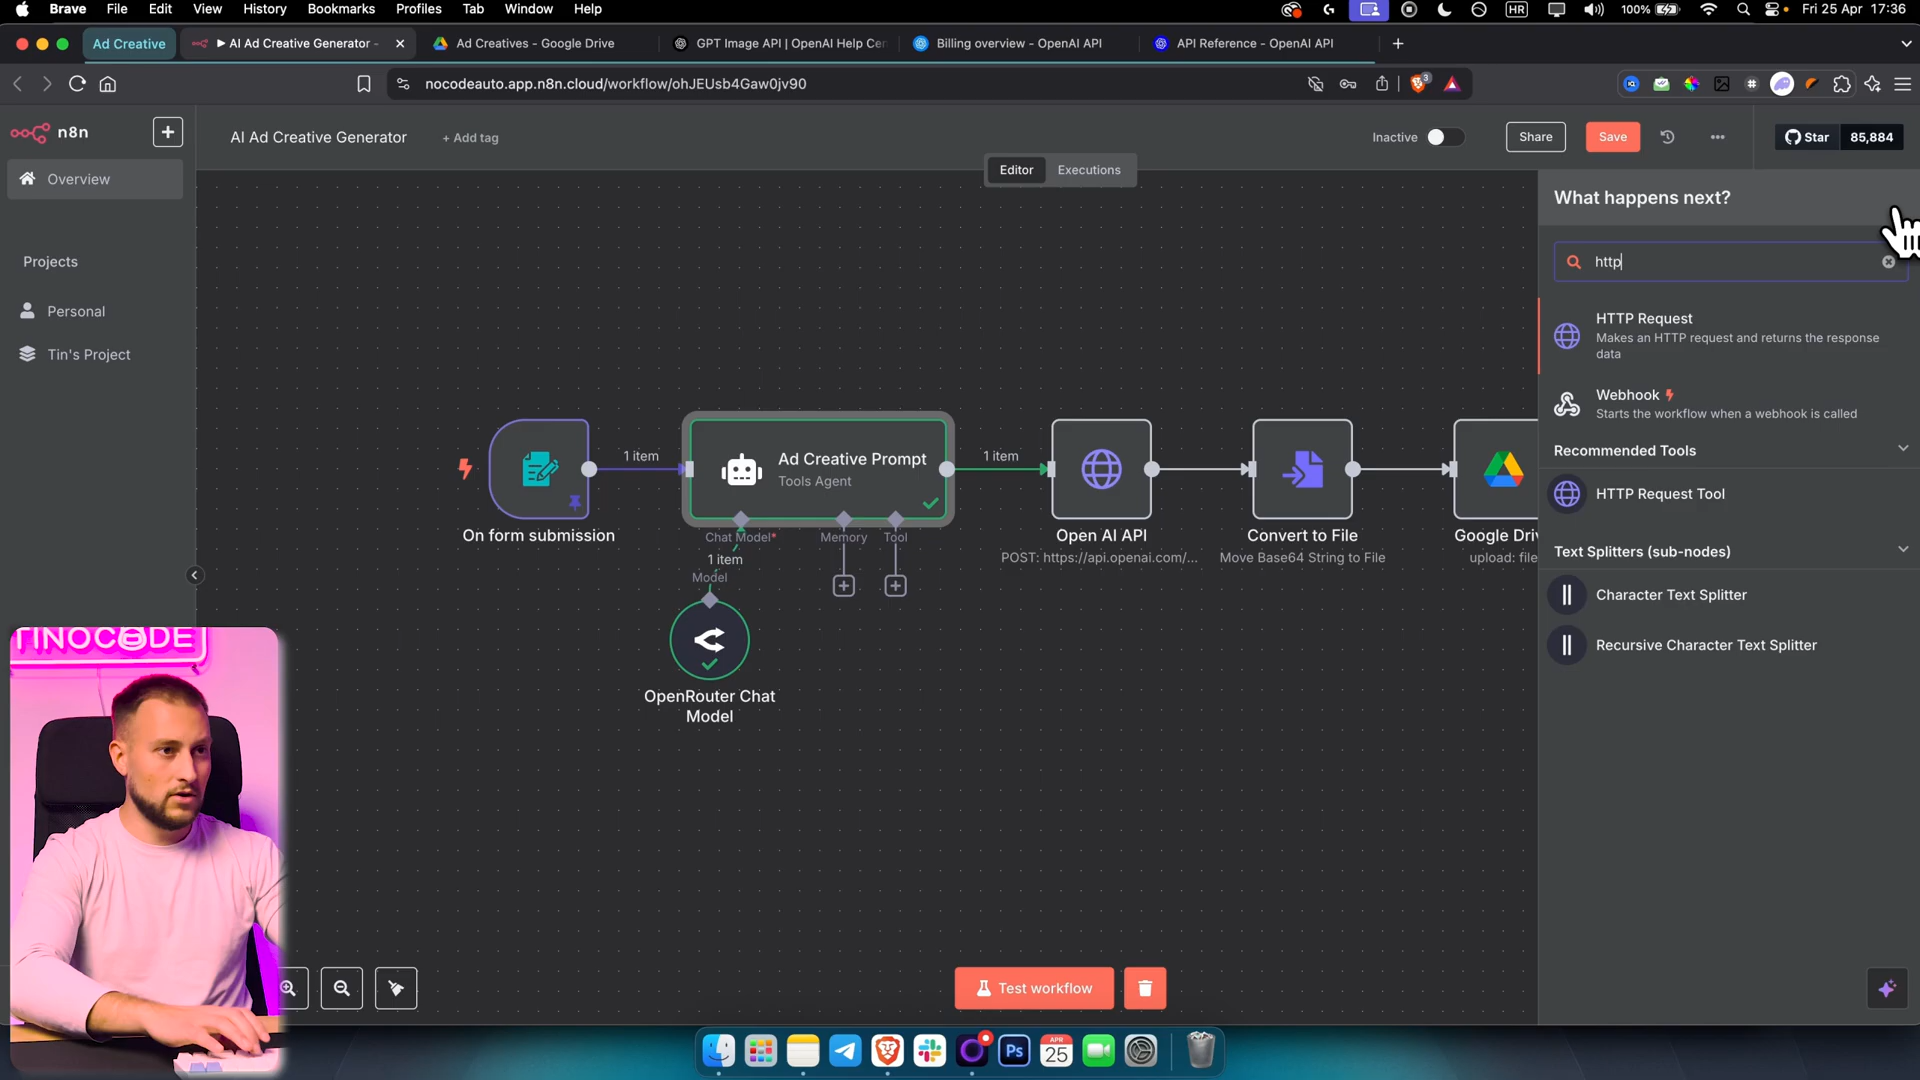 Brave File Edit View History Bookmarks Profiles Tab Window Help
HR 100% Fri 25 Apr 17:36
Ad Creative
AI Ad Creative Generator -
Ad Creatives - Google Drive
GPT Image API | OpenAI Help Cen
Billing overview - OpenAI API
API Reference - OpenAI API
nocodeauto.app.n8n.cloud/workflow/ohJEUsb4Gaw0jv90
3
n8n
AI Ad Creative Generator
+ Add tag
Inactive
Share
Save
Star 85,884
Editor
Executions
Overview
Projects
Personal
Tin's Project
What happens next?
http
HTTP Request
Makes an HTTP request and returns the response
data
Webhook
Starts the workflow when a webhook is called
Recommended Tools
HTTP Request Tool
Text Splitters (sub-nodes)
Character Text Splitter
Recursive Character Text Splitter
1 item
Ad Creative Prompt
Tools Agent
1 item
On form submission
Chat Model*
Memory
Tool
1 item
Model
OpenRouter Chat
Model
Open AI API
POST: https://api.openai.com/...
Convert to File
Move Base64 String to File
Google Driv
upload: file
TINOCODE
Test workflow
Ps
APR
25